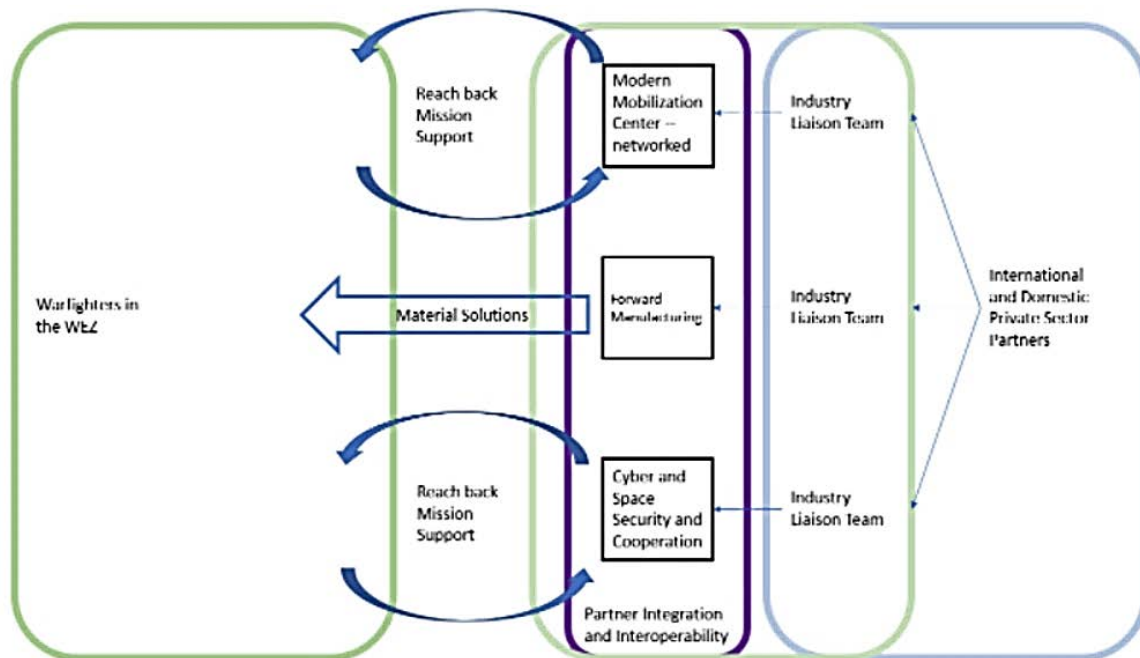 Reach back
Mission
Support
Modern
Mobilization
Center –
networked
Industry
Liaison Team
Warfighters in
the WEZ
Material Solutions
Forward
Manufacturing
Industry
Liaison Team
International
and Domestic
Private Sector
Partners
Reach back
Mission
Support
Cyber and
Space
Security and
Cooperation
Industry
Liaison Team
Partner Integration
and Interoperability